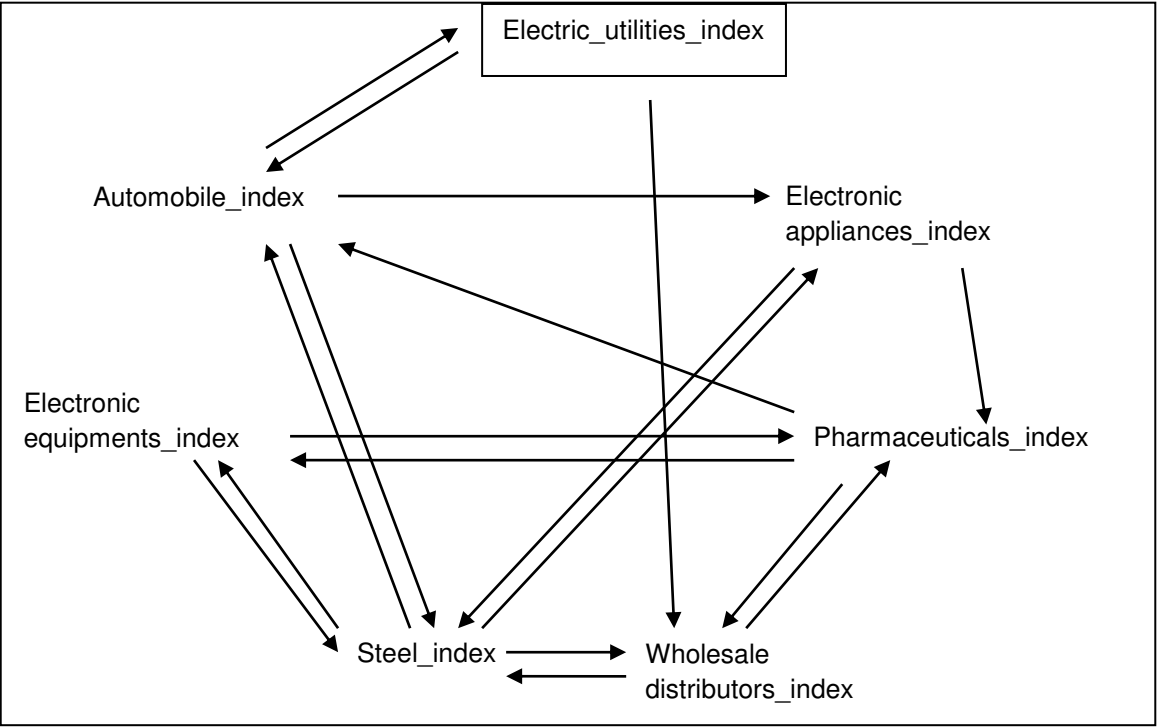 Electric_utilities_index
Automobile_index
Electronic
appliances_index
Electronic
equipments_index
Pharmaceuticals_index
Steel_index
Wholesale
distributors_index